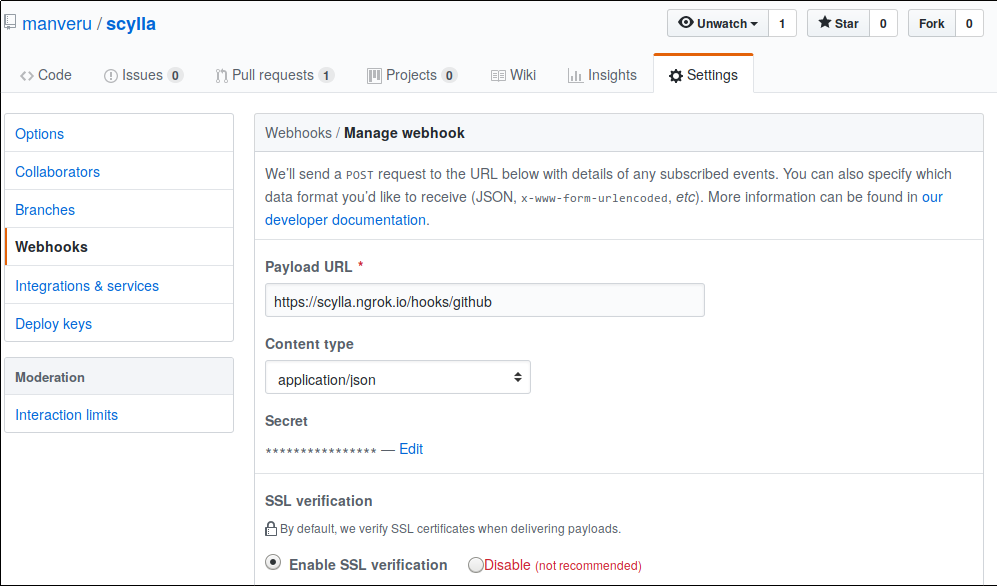 manveru / scylla Unwatch 1 Star 0 Fork 0
Code Issues 0 Pull requests 1 Projects 0 Wiki Insights Settings
Options
Collaborators
Branches
Webhooks
Integrations & services
Deploy keys
Moderation
Interaction limits
Webhooks / Manage webhook
We'll send a POST request to the URL below with details of any subscribed events. You can also specify which
data format you'd like to receive (JSON, x-www-form-urlencoded, etc). More information can be found in our
developer documentation.
Payload URL *
https://scylla.ngrok.io/hooks/github
Content type
application/json
Secret
**************** — Edit
SSL verification
By default, we verify SSL certificates when delivering payloads.
Enable SSL verification Disable (not recommended)